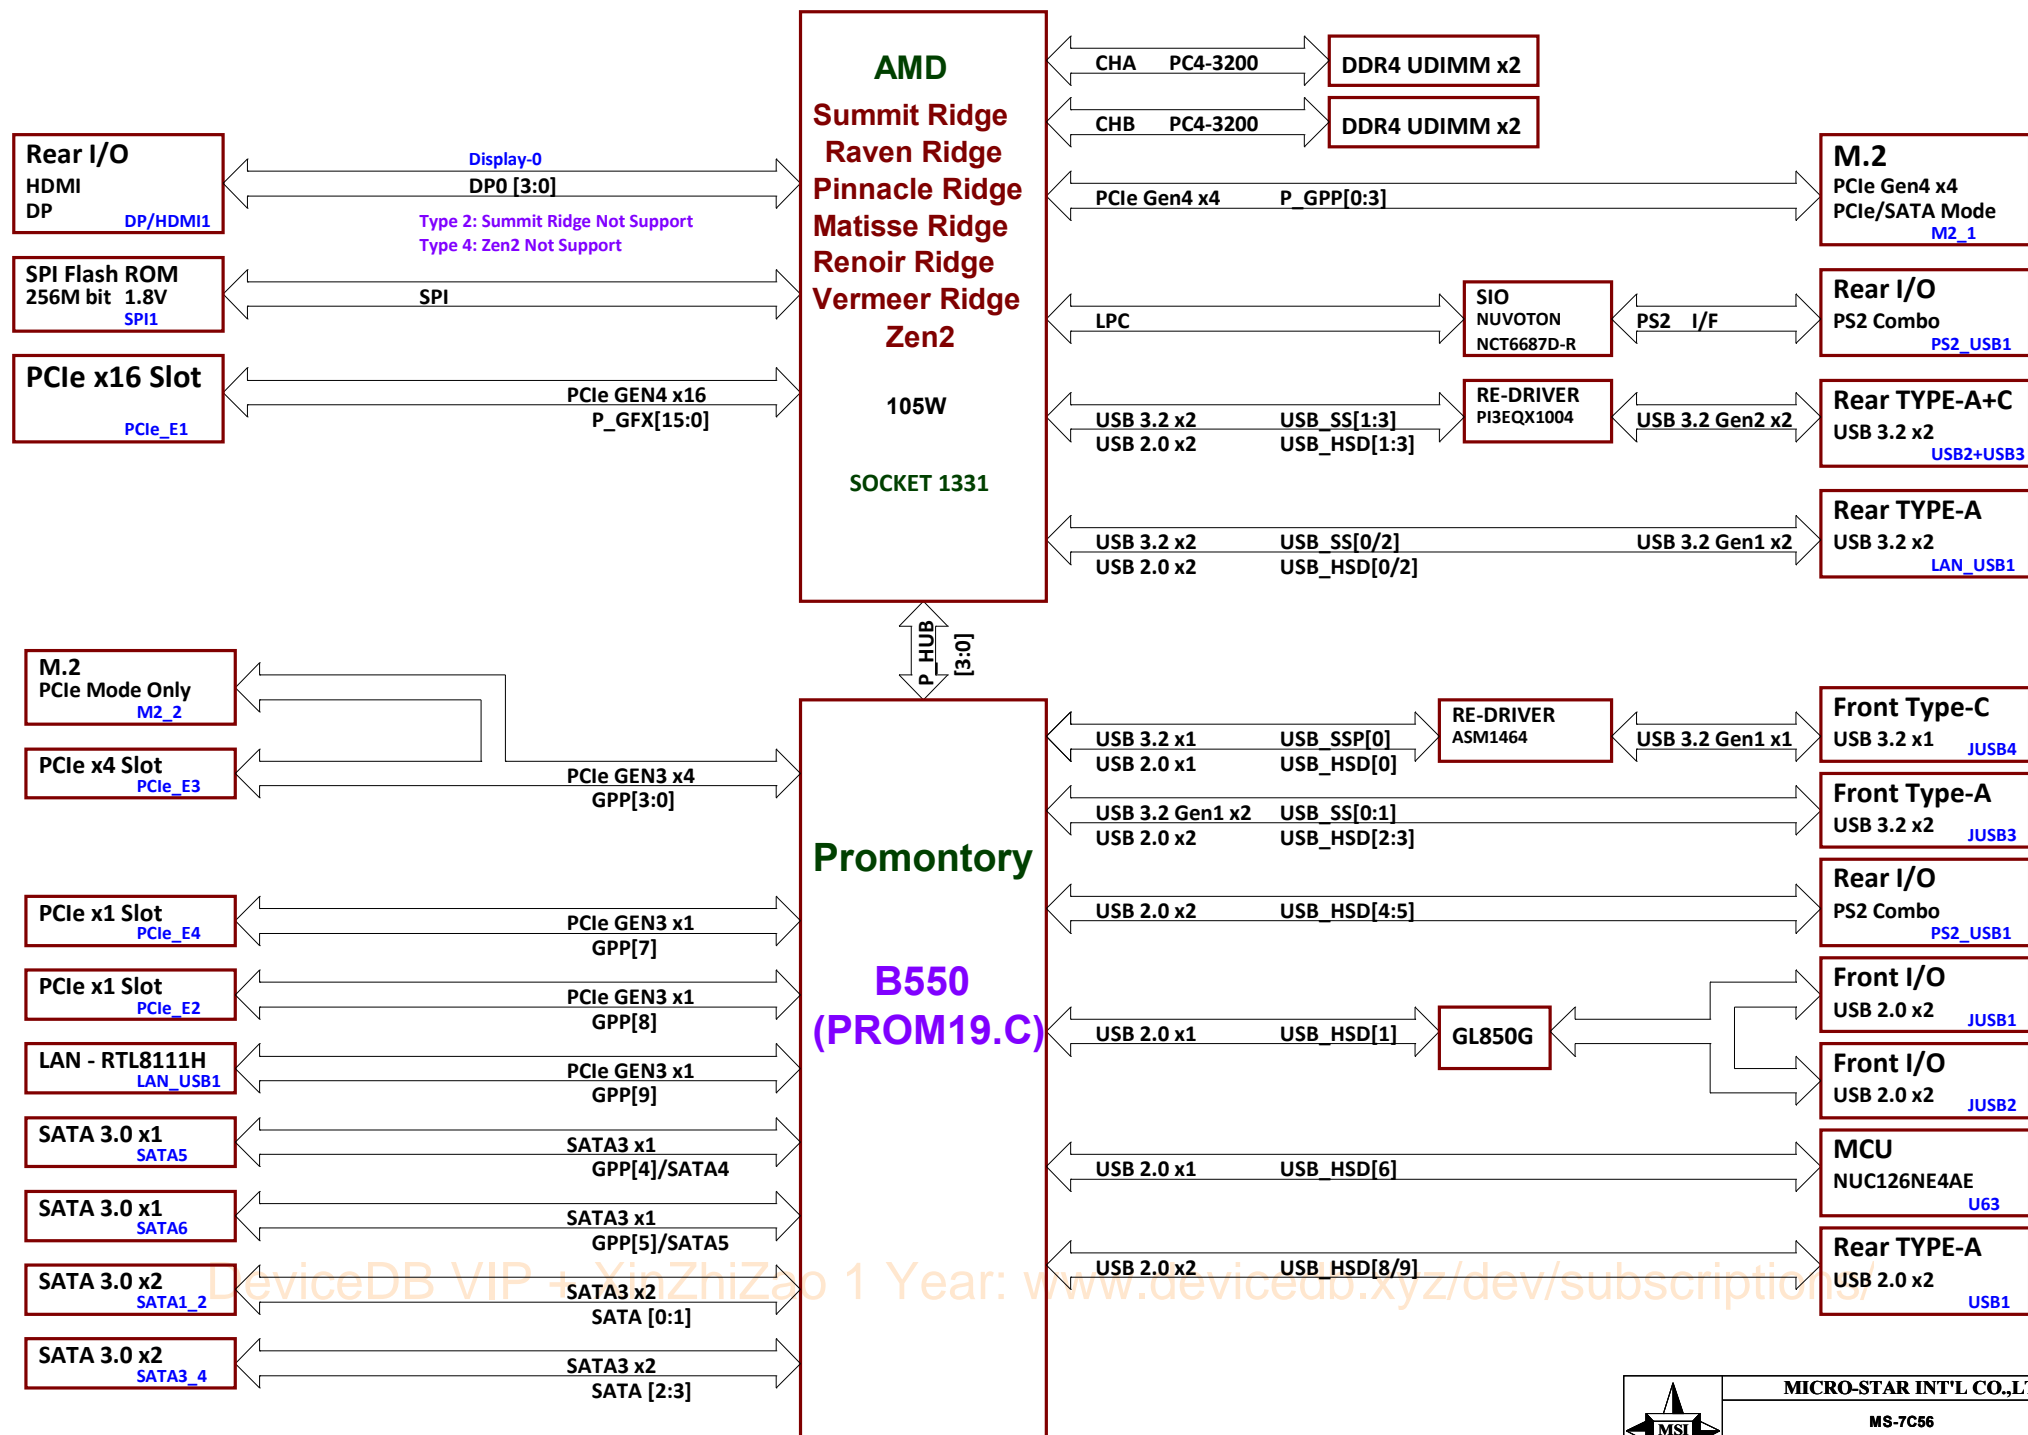 AMD
Summit Ridge
Raven Ridge
Pinnacle Ridge
Matisse Ridge
Renoir Ridge
Vermeer Ridge
Zen2
105W
SOCKET 1331
Rear I/O
HDMI
DP
DP/HDMI1
Display-0
DP0 [3:0]
Type 2: Summit Ridge Not Support
Type 4: Zen2 Not Support
SPI Flash ROM
256M bit 1.8V
SPI1
SPI
PCIe x16 Slot
PCIe_E1
PCIe GEN4 x16
P_GFX[15:0]
CHA PC4-3200
DDR4 UDIMM x2
CHB PC4-3200
DDR4 UDIMM x2
PCIe Gen4 x4 P_GPP[0:3]
M.2
PCIe Gen4 x4
PCIe/SATA Mode
M2_1
LPC
SIO
NUVOTON
NCT6687D-R
PS2 I/F
Rear I/O
PS2 Combo
PS2_USB1
USB 3.2 x2 USB_SS[1:3]
USB 2.0 x2 USB_HSD[1:3]
RE-DRIVER
PI3EQX1004
USB 3.2 Gen2 x2
Rear TYPE-A+C
USB 3.2 x2
USB2+USB3
USB 3.2 x2 USB_SS[0/2] USB 3.2 Gen1 x2
USB 2.0 x2 USB_HSD[0/2]
Rear TYPE-A
USB 3.2 x2
LAN_USB1
P_HUB
[3:0]
Promontory
B550
(PROM19.C)
M.2
PCIe Mode Only
M2_2
PCIe x4 Slot
PCIe_E3
PCIe GEN3 x4
GPP[3:0]
PCIe x1 Slot
PCIe_E4
PCIe GEN3 x1
GPP[7]
PCIe x1 Slot
PCIe_E2
PCIe GEN3 x1
GPP[8]
LAN - RTL8111H
LAN_USB1
PCIe GEN3 x1
GPP[9]
SATA 3.0 x1
SATA5
SATA3 x1
GPP[4]/SATA4
SATA 3.0 x1
SATA6
SATA3 x1
GPP[5]/SATA5
SATA 3.0 x2
SATA1_2
SATA3 x2
SATA [0:1]
SATA 3.0 x2
SATA3_4
SATA3 x2
SATA [2:3]
USB 3.2 x1 USB_SSP[0]
USB 2.0 x1 USB_HSD[0]
RE-DRIVER
ASM1464
USB 3.2 Gen1 x1
Front Type-C
USB 3.2 x1
JUSB4
USB 3.2 Gen1 x2 USB_SS[0:1]
USB 2.0 x2 USB_HSD[2:3]
Front Type-A
USB 3.2 x2
JUSB3
USB 2.0 x2 USB_HSD[4:5]
Rear I/O
PS2 Combo
PS2_USB1
USB 2.0 x1 USB_HSD[1]
GL850G
Front I/O
USB 2.0 x2
JUSB1
Front I/O
USB 2.0 x2
JUSB2
USB 2.0 x1 USB_HSD[6]
MCU
NUC126NE4AE
U63
USB 2.0 x2 USB_HSD[8/9]
Rear TYPE-A
USB 2.0 x2
USB1
DeviceDB VIP + XinZhiZao 1 Year: www.devicedb.xyz/dev/subscriptions/
MSI
MICRO-STAR INT'L CO.,LT
MS-7C56